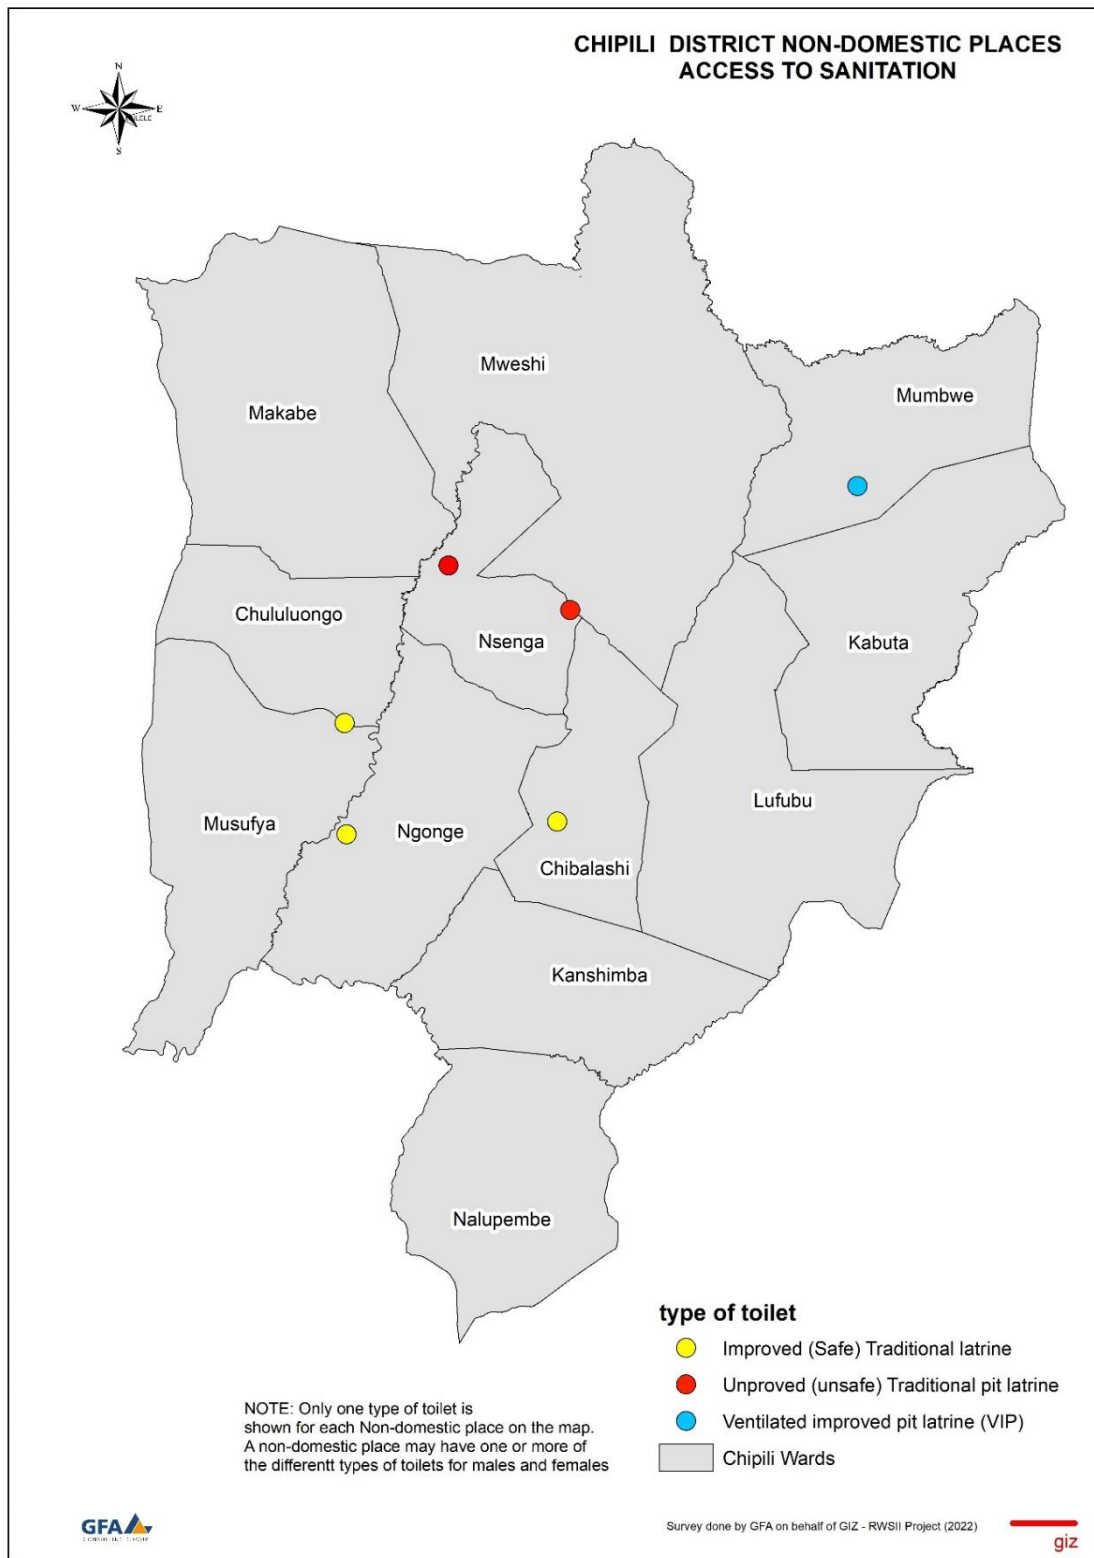 CHIPILI DISTRICT NON-DOMESTIC PLACES
ACCESS TO SANITATION
N
W
E
S
Mweshi
Mumbwe
Makabe
Chululuongo
Nsenga
Kabuta
Lufubu
Musufya
Ngonge
Chibalashi
Kanshimba
Nalupembe
type of toilet
Improved (Safe) Traditional latrine
Unproved (unsafe) Traditional pit latrine
Ventilated improved pit latrine (VIP)
Chipili Wards
NOTE: Only one type of toilet is
shown for each Non-domestic place on the map.
A non-domestic place may have one or more of
the differentt types of toilets for males and females
GFA
Survey done by GFA on behalf of GIZ - RWSII Project (2022)
giz